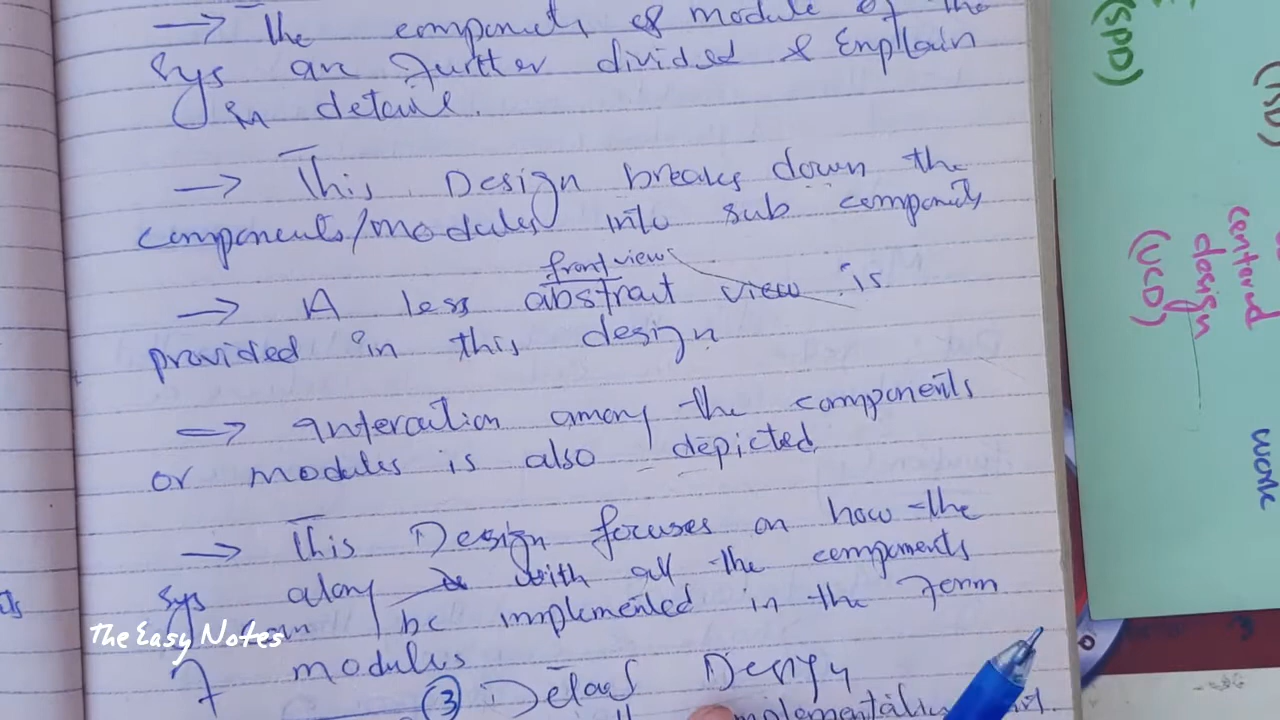 → The components of module of the
Sys are further divided & Enpllain
in detail.
→ This Design breaks down the
components/modules into sub components
front view
→ A less abstract view is
provided in this design
→ interaction among the components
or modules is also depicted
→ This Design focuses on how the
sys along with all the components
can be implemented in the form
of modules
③ Detail Design
The Easy Notes
(SPD)
centered
design
(UCD)
work